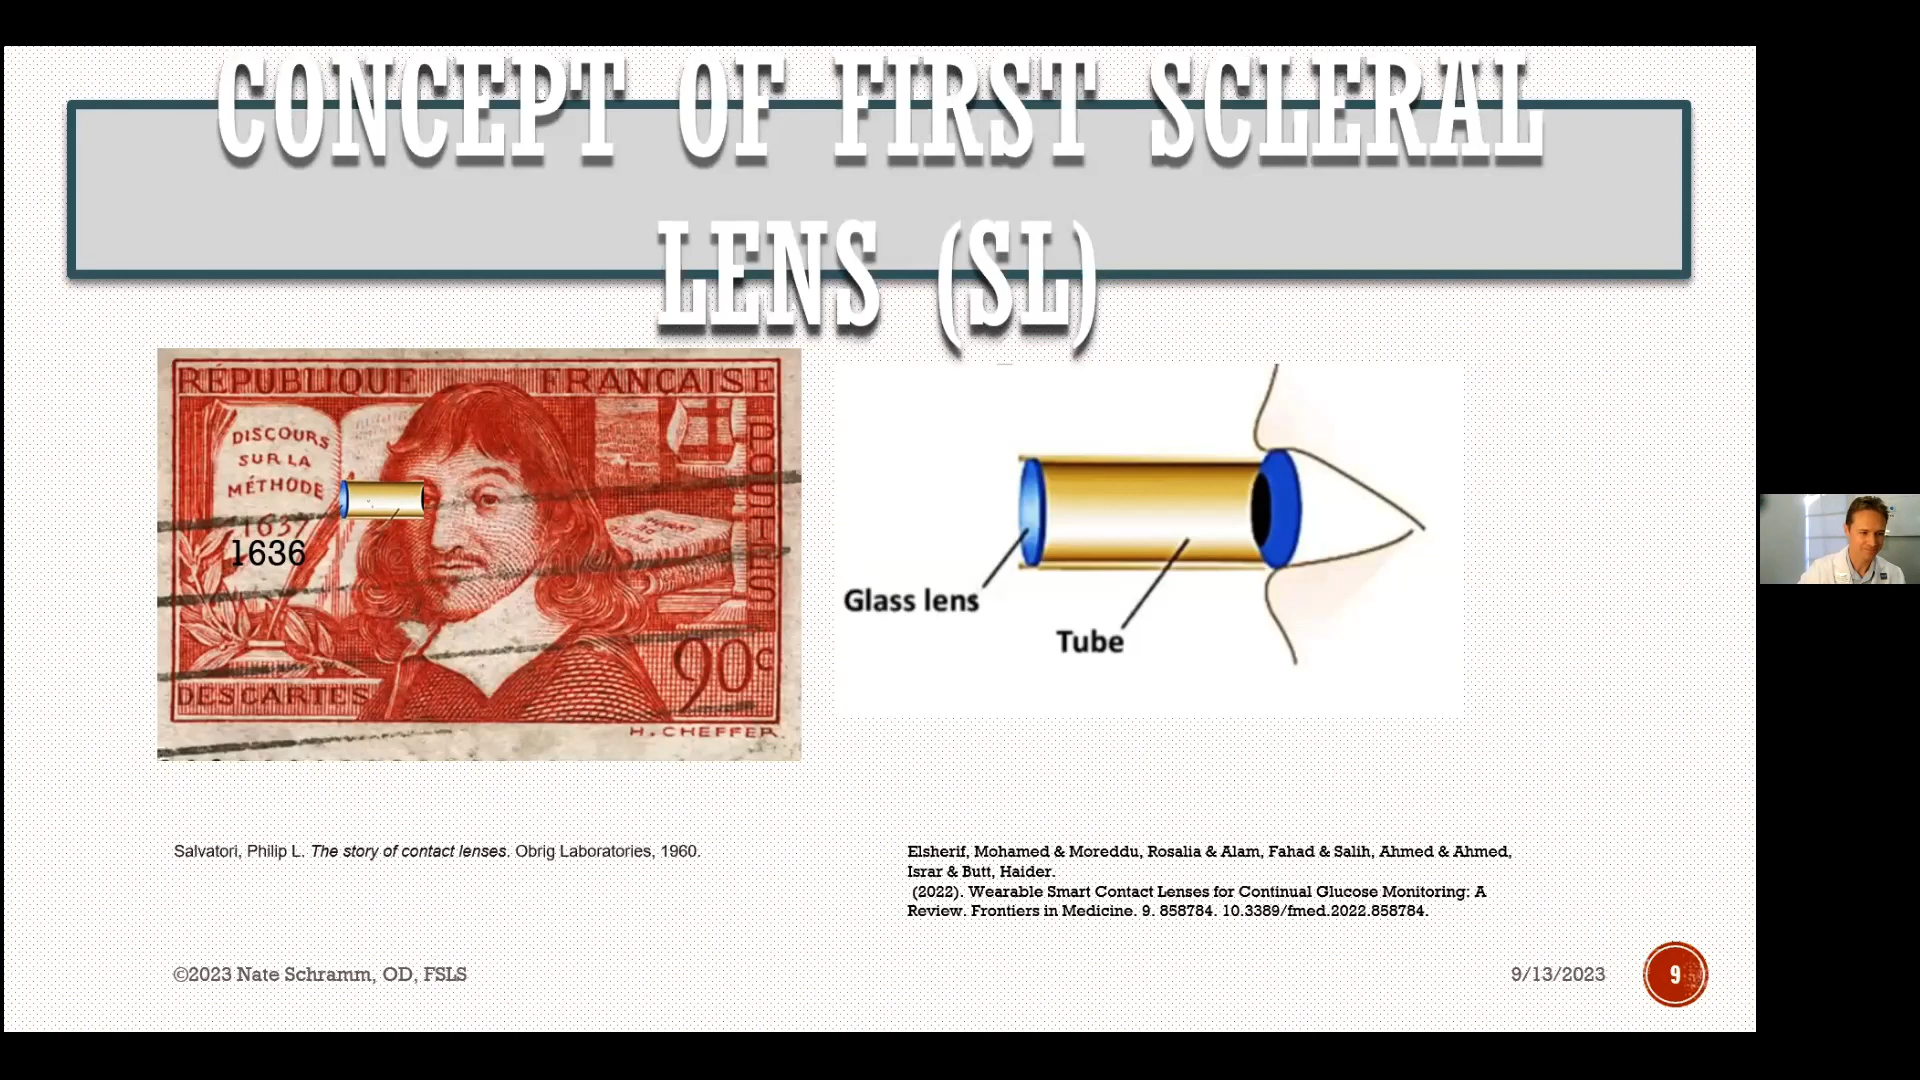 CONCEPT OF FIRST SCLERAL
LENS (SL)
RÉPUBLIQUE FRANÇAISE
DISCOURS
SUR LA
MÉTHODE
1637
1636
POSTES
90c
DESCARTES
H. CHEFFER
Glass lens
Tube
Salvatori, Philip L. The story of contact lenses. Obrig Laboratories, 1960.
Elsherif, Mohamed & Moreddu, Rosalia & Alam, Fahad & Salih, Ahmed & Ahmed,
Israr & Butt, Haider.
(2022). Wearable Smart Contact Lenses for Continual Glucose Monitoring: A
Review. Frontiers in Medicine. 9. 858784. 10.3389/fmed.2022.858784.
©2023 Nate Schramm, OD, FSLS
9/13/2023
9